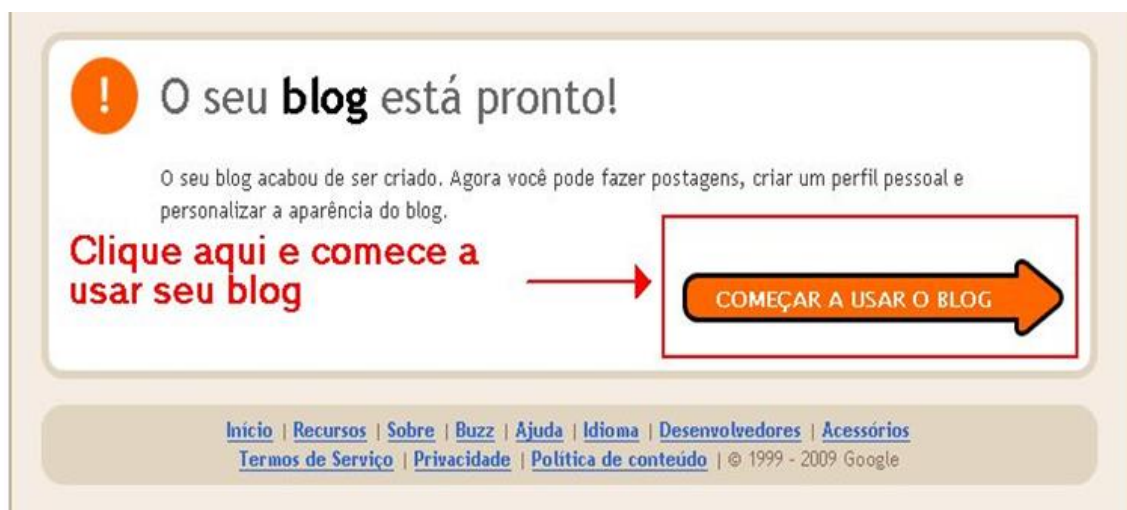 !
O seu blog está pronto!
O seu blog acabou de ser criado. Agora você pode fazer postagens, criar um perfil pessoal e
personalizar a aparência do blog.
Clique aqui e comece a
usar seu blog
COMEÇAR A USAR O BLOG
Início | Recursos | Sobre | Buzz | Ajuda | Idioma | Desenvolvedores | Acessórios
Termos de Serviço | Privacidade | Política de conteúdo | © 1999 - 2009 Google